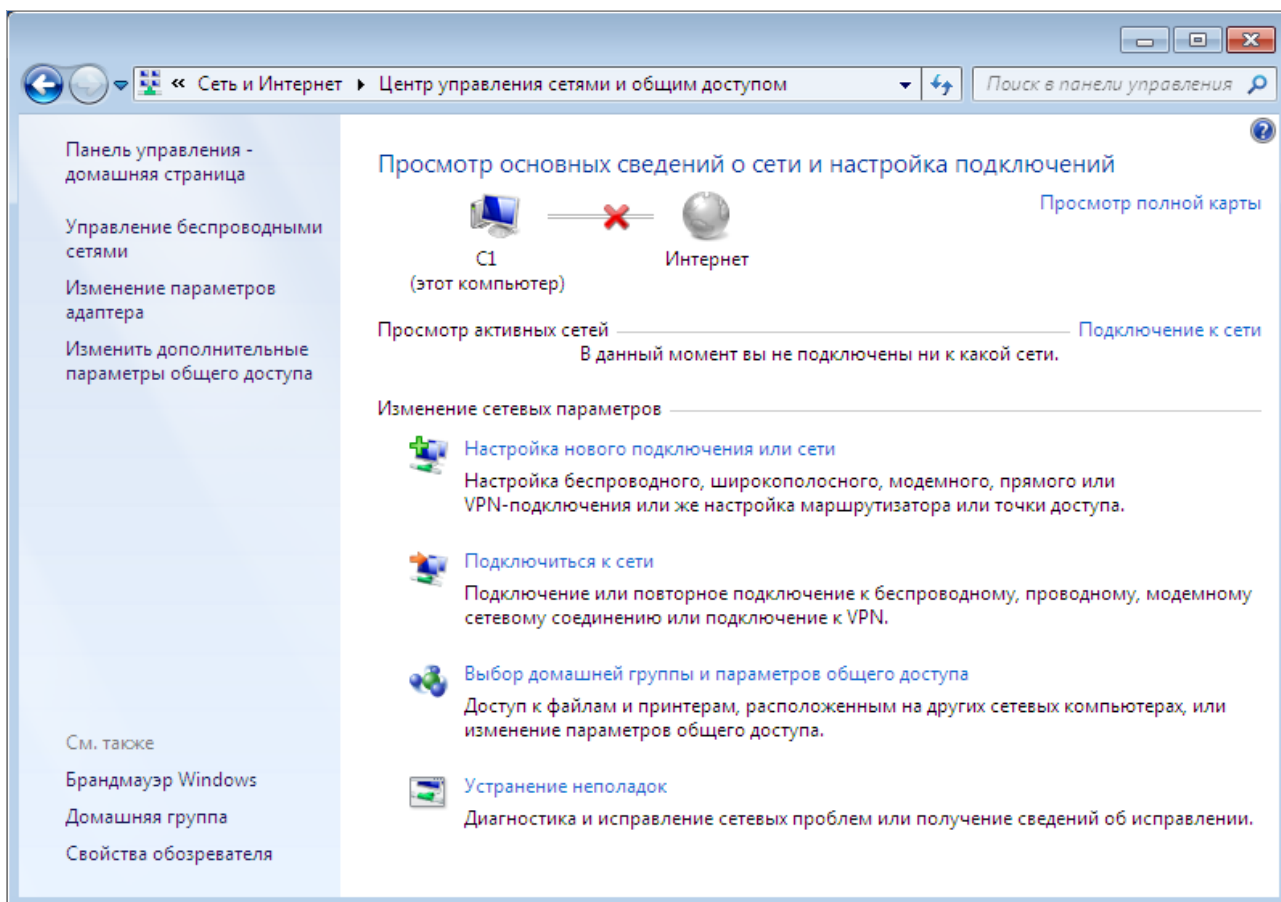 « Сеть и Интернет ▸ Центр управления сетями и общим доступом
Поиск в панели управления
Панель управления -
домашняя страница
Управление беспроводными
сетями
Изменение параметров
адаптера
Изменить дополнительные
параметры общего доступа
См. также
Брандмауэр Windows
Домашняя группа
Свойства обозревателя
Просмотр основных сведений о сети и настройка подключений
Просмотр полной карты
C1
(этот компьютер)
Интернет
Просмотр активных сетей
Подключение к сети
В данный момент вы не подключены ни к какой сети.
Изменение сетевых параметров
Настройка нового подключения или сети
Настройка беспроводного, широкополосного, модемного, прямого или
VPN-подключения или же настройка маршрутизатора или точки доступа.
Подключиться к сети
Подключение или повторное подключение к беспроводному, проводному, модемному
сетевому соединению или подключение к VPN.
Выбор домашней группы и параметров общего доступа
Доступ к файлам и принтерам, расположенным на других сетевых компьютерах, или
изменение параметров общего доступа.
Устранение неполадок
Диагностика и исправление сетевых проблем или получение сведений об исправлении.